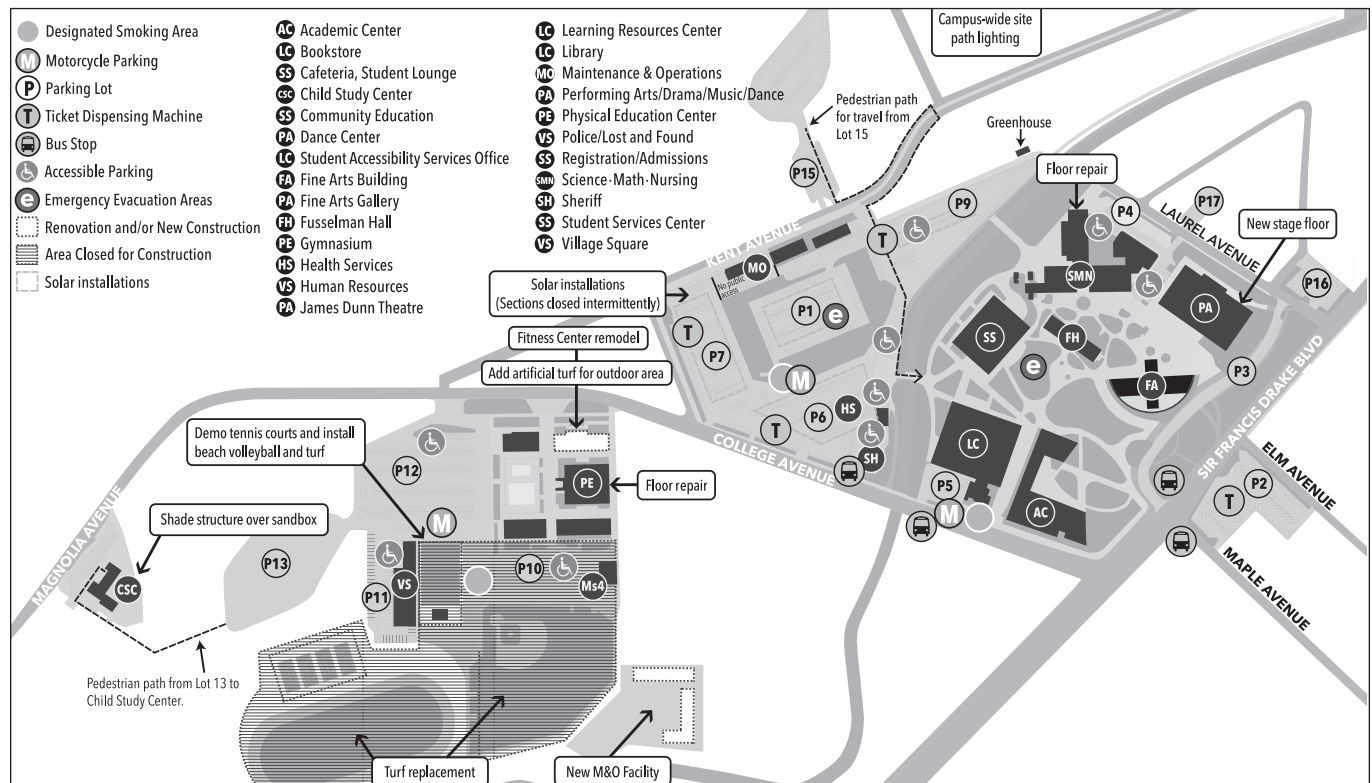 Designated Smoking Area
M Motorcycle Parking
P Parking Lot
T Ticket Dispensing Machine
Bus Stop
Accessible Parking
e Emergency Evacuation Areas
Renovation and/or New Construction
Area Closed for Construction
Solar installations
AC Academic Center
LC Bookstore
SS Cafeteria, Student Lounge
CSC Child Study Center
SS Community Education
PA Dance Center
LC Student Accessibility Services Office
FA Fine Arts Building
PA Fine Arts Gallery
FH Fusselman Hall
PE Gymnasium
HS Health Services
VS Human Resources
PA James Dunn Theatre
LC Learning Resources Center
LC Library
MO Maintenance & Operations
PA Performing Arts/Drama/Music/Dance
PE Physical Education Center
VS Police/Lost and Found
SS Registration/Admissions
SMN Science·Math·Nursing
SH Sheriff
SS Student Services Center
VS Village Square
Campus-wide site
path lighting
Pedestrian path
for travel from
Lot 15
Greenhouse
Floor repair
P15
P9
P4
P17
LAUREL AVENUE
New stage floor
KENT AVENUE
T
MO
No public
access
SMN
P16
Solar installations
(Sections closed intermittently)
P1
e
PA
T
P7
SS
FH
Fitness Center remodel
Add artificial turf for outdoor area
M
e
P3
FA
P6
HS
SIR FRANCIS DRAKE BLVD
Demo tennis courts and install
beach volleyball and turf
T
COLLEGE AVENUE
SH
LC
ELM AVENUE
P12
PE
Floor repair
P5
P2
T
MAGNOLIA AVENUE
Shade structure over sandbox
M
M
AC
MAPLE AVENUE
P13
CSC
VS
P10
Ms4
P11
Pedestrian path from Lot 13 to
Child Study Center.
Turf replacement
New M&O Facility